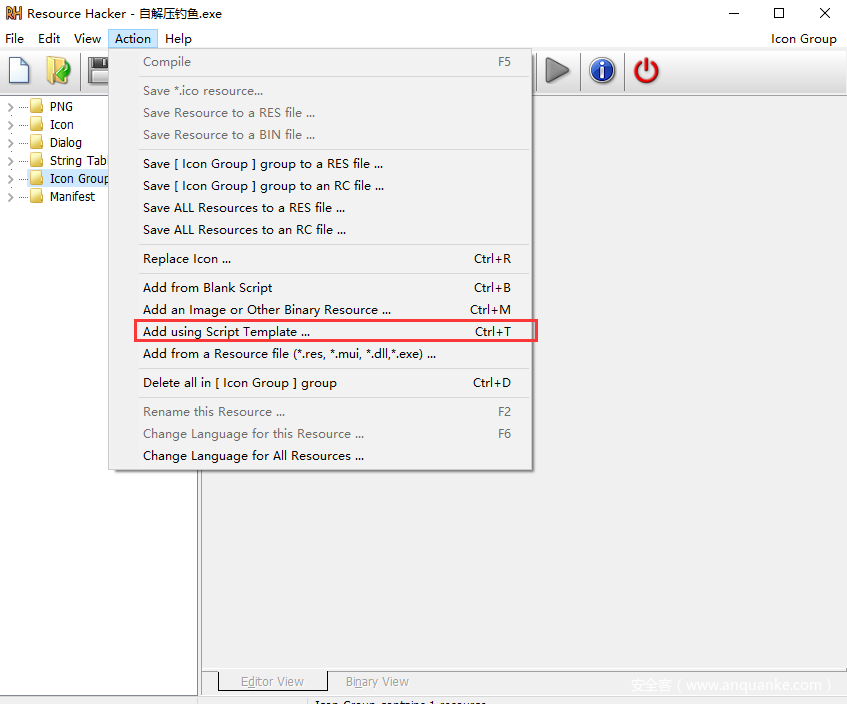 Resource Hacker - 自解压钓鱼.exe
File Edit View Action Help Icon Group
Compile F5
Save *.ico resource...
Save Resource to a RES file ...
Save Resource to a BIN file ...
Save [ Icon Group ] group to a RES file ...
Save [ Icon Group ] group to an RC file ...
Save ALL Resources to a RES file ...
Save ALL Resources to an RC file ...
Replace Icon ... Ctrl+R
Add from Blank Script Ctrl+B
Add an Image or Other Binary Resource ... Ctrl+M
Add using Script Template ... Ctrl+T
Add from a Resource file (*.res, *.mui, *.dll,*.exe) ...
Delete all in [ Icon Group ] group Ctrl+D
Rename this Resource ... F2
Change Language for this Resource ... F6
Change Language for All Resources ...
PNG
Icon
Dialog
String Tabl
Icon Group
Manifest
Editor View Binary View
安全客 ( www.anquanke.com )
Icon Group contains 1 resource